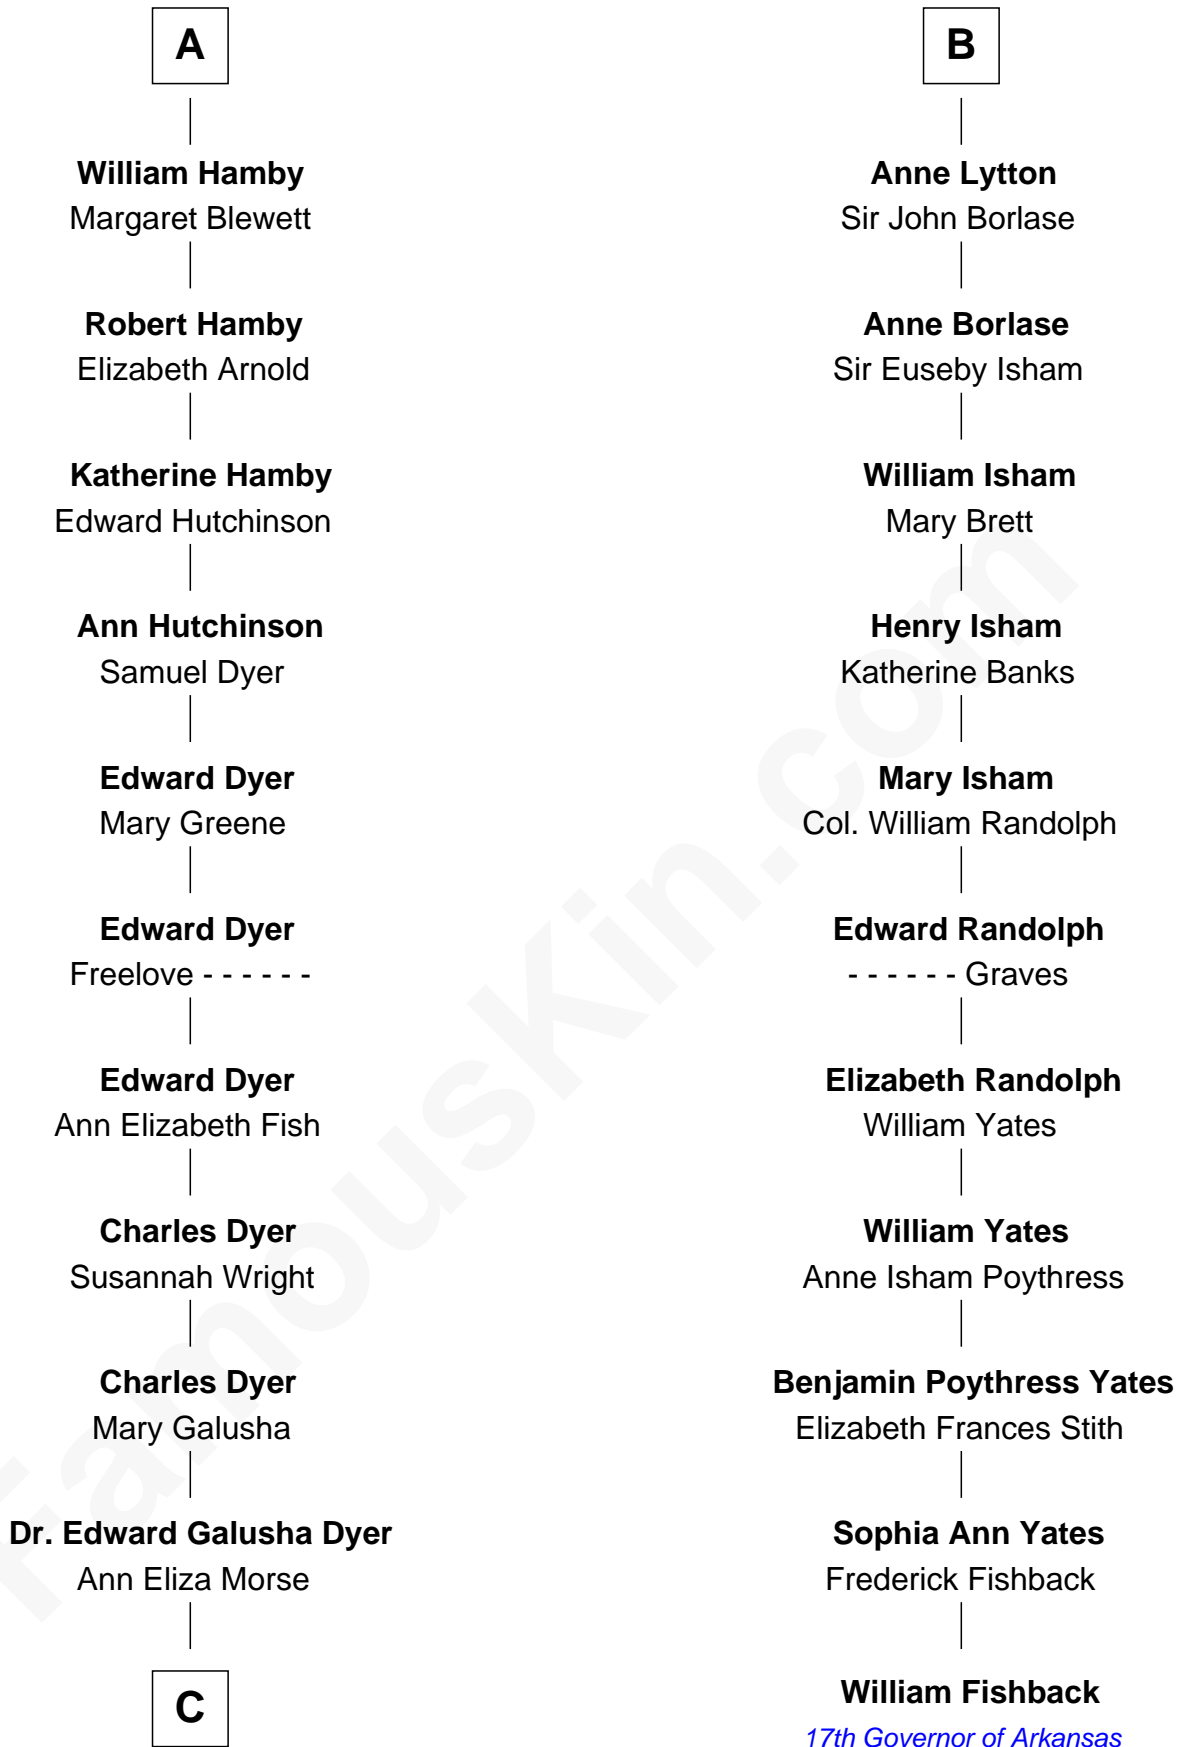 A
William Hamby
Margaret Blewett
Robert Hamby
Elizabeth Arnold
Katherine Hamby
Edward Hutchinson
Ann Hutchinson
Samuel Dyer
Edward Dyer
Mary Greene
Edward Dyer
Freelove - - - - - -
Edward Dyer
Ann Elizabeth Fish
Charles Dyer
Susannah Wright
Charles Dyer
Mary Galusha
Dr. Edward Galusha Dyer
Ann Eliza Morse
C
B
Anne Lytton
Sir John Borlase
Anne Borlase
Sir Euseby Isham
William Isham
Mary Brett
Henry Isham
Katherine Banks
Mary Isham
Col. William Randolph
Edward Randolph
- - - - - - Graves
Elizabeth Randolph
William Yates
William Yates
Anne Isham Poythress
Benjamin Poythress Yates
Elizabeth Frances Stith
Sophia Ann Yates
Frederick Fishback
William Fishback
17th Governor of Arkansas
FamousKin.com